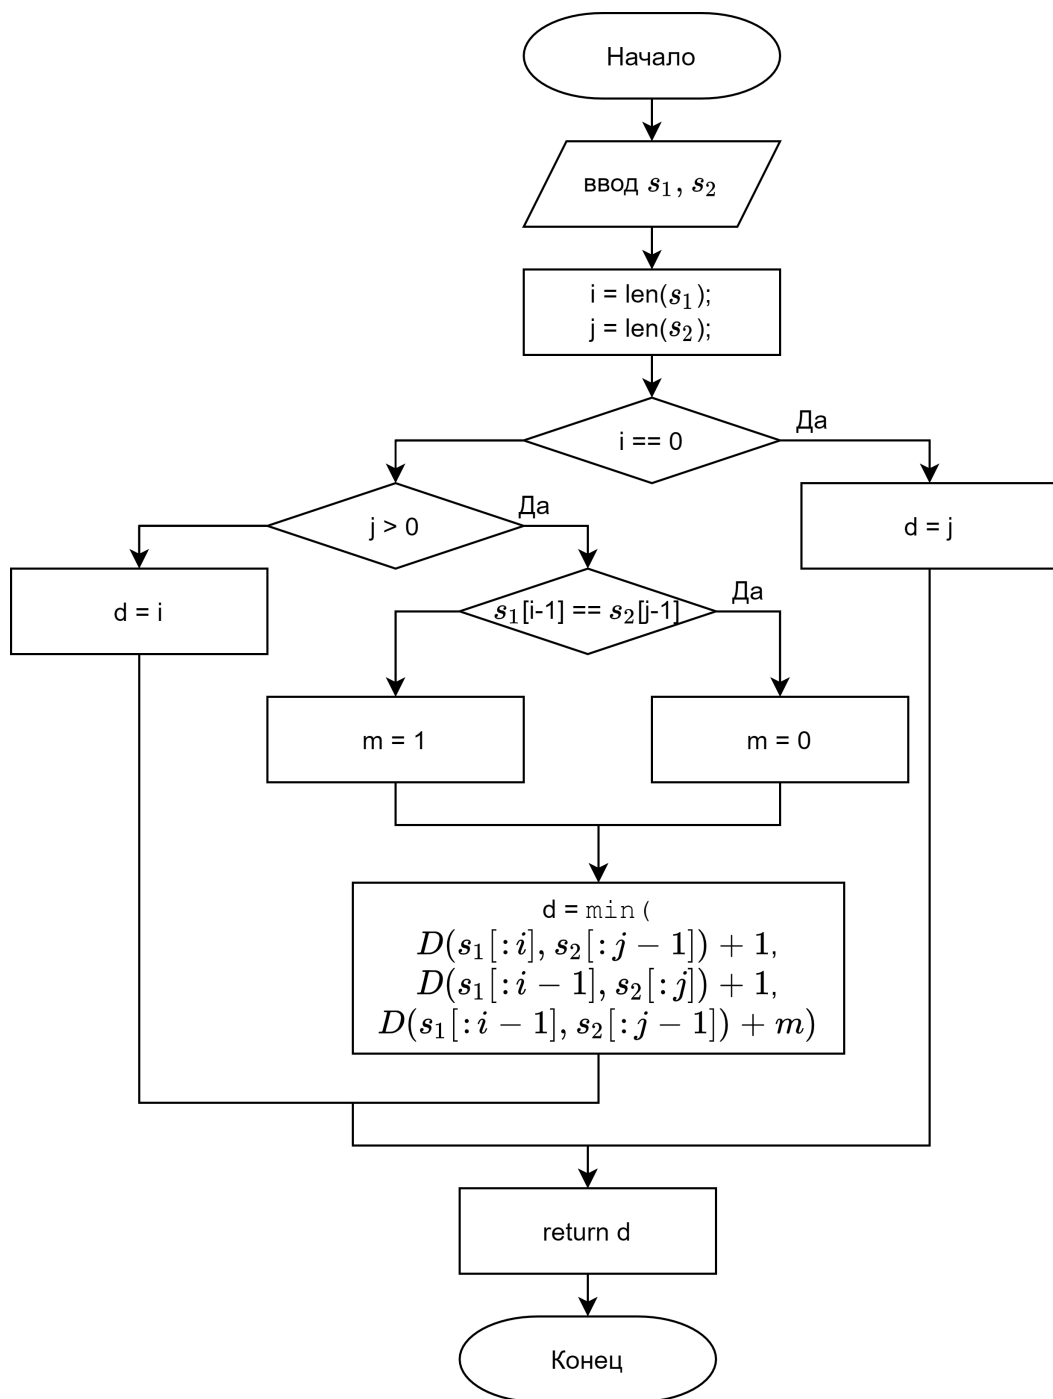 Начало
ввод s₁, s₂
i = len(s₁);
j = len(s₂);
i == 0
Да
j > 0
Да
d = j
d = i
s₁[i-1] == s₂[j-1]
Да
m = 1
m = 0
d = min(
D(s₁[:i], s₂[:j − 1]) + 1,
D(s₁[:i − 1], s₂[:j]) + 1,
D(s₁[:i − 1], s₂[:j − 1]) + m)
return d
Конец